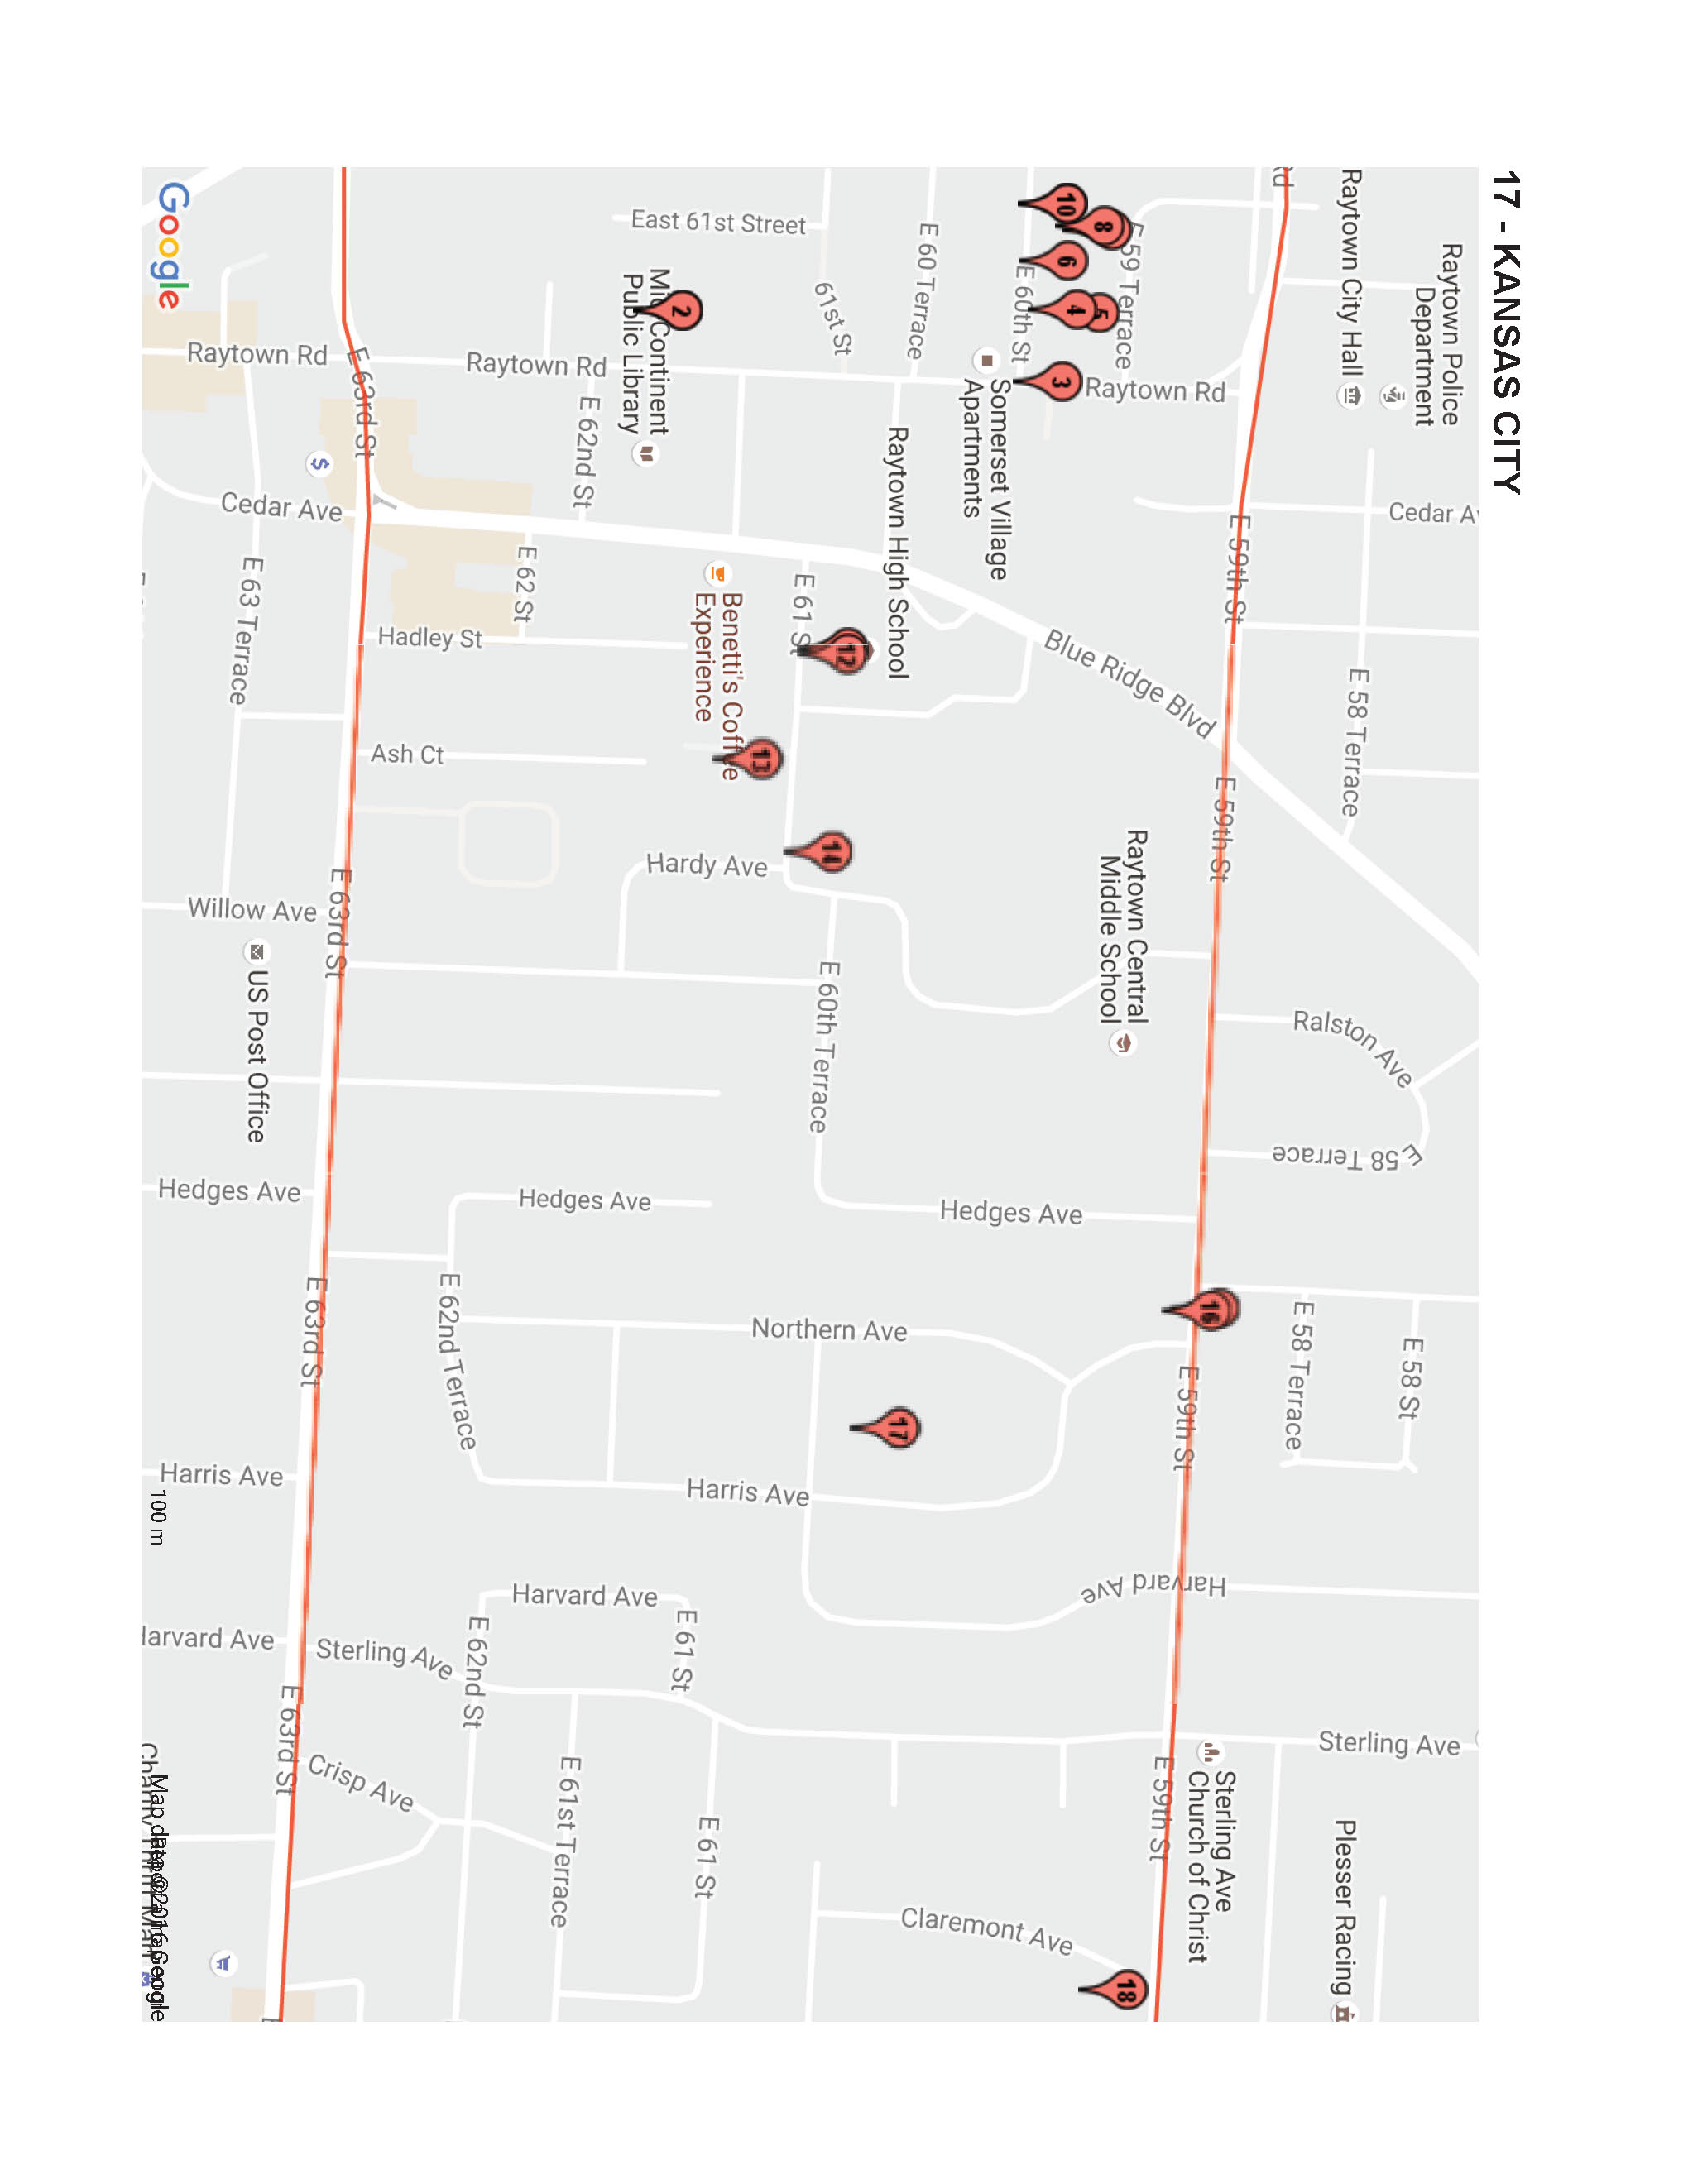 17 - KANSAS CITY
Raytown Police
Department
Raytown City Hall
Cedar Av
E 58 Terrace
Ralston Ave
E 58 Terrace
E 58 St
E 58 Terrace
Sterling Ave
Plesser Racing
Rd
E 59th St
E 59th St
E 59th St
E 59th St
Harvard Ave
Sterling Ave
Church of Christ
E 59 Terrace
Raytown Rd
Blue Ridge Blvd
Raytown Central
Middle School
10
8
6
4
5
3
E 60th St
Somerset Village
Apartments
Hedges Ave
16
18
Claremont Ave
E 60 Terrace
Raytown High School
17
61st St
East 61st Street
E 61 St
12
14
E 60th Terrace
Northern Ave
Harris Ave
Benetti's Coffee
Experience
13
Hardy Ave
E 61 St
E 61 St
2
Mid-Continent
Public Library
Raytown Rd
E 62nd St
E 62 St
Hadley St
Ash Ct
Hedges Ave
E 62nd Terrace
Harvard Ave
E 62nd St
E 61st Terrace
Sterling Ave
Crisp Ave
E 63rd St
E 63rd St
E 63rd St
E 63rd St
Raytown Rd
Cedar Ave
E 63 Terrace
Willow Ave
US Post Office
Hedges Ave
Harris Ave
Harvard Ave
Google
100 m
Map data ©2016 Google